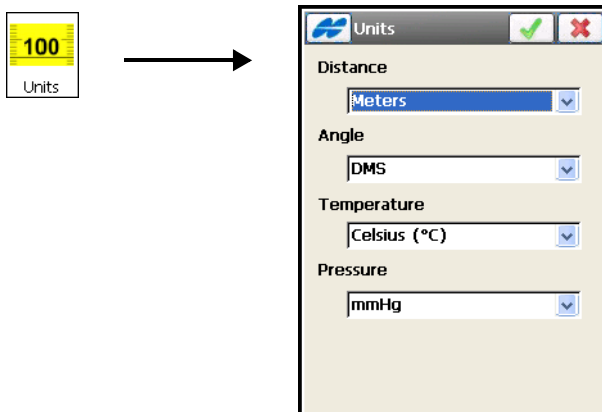 100
Units
Units
Distance
Meters
Angle
DMS
Temperature
Celsius (°C)
Pressure
mmHg